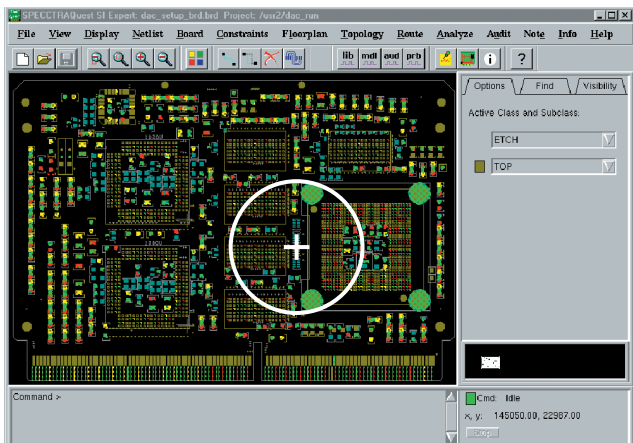 SPECCTRAQuest SI Expert: dac_setup_brd.brd Project: /usr2/dac_run
File View Display Netlist Board Constraints Floorplan Topology Route Analyze Audit Note Info Help
lib mdl aud prb i ?
Options Find Visibility
Active Class and Subclass:
ETCH
TOP
Command >
Cmd: Idle
x, y: 145050.00, 22987.00
Stop